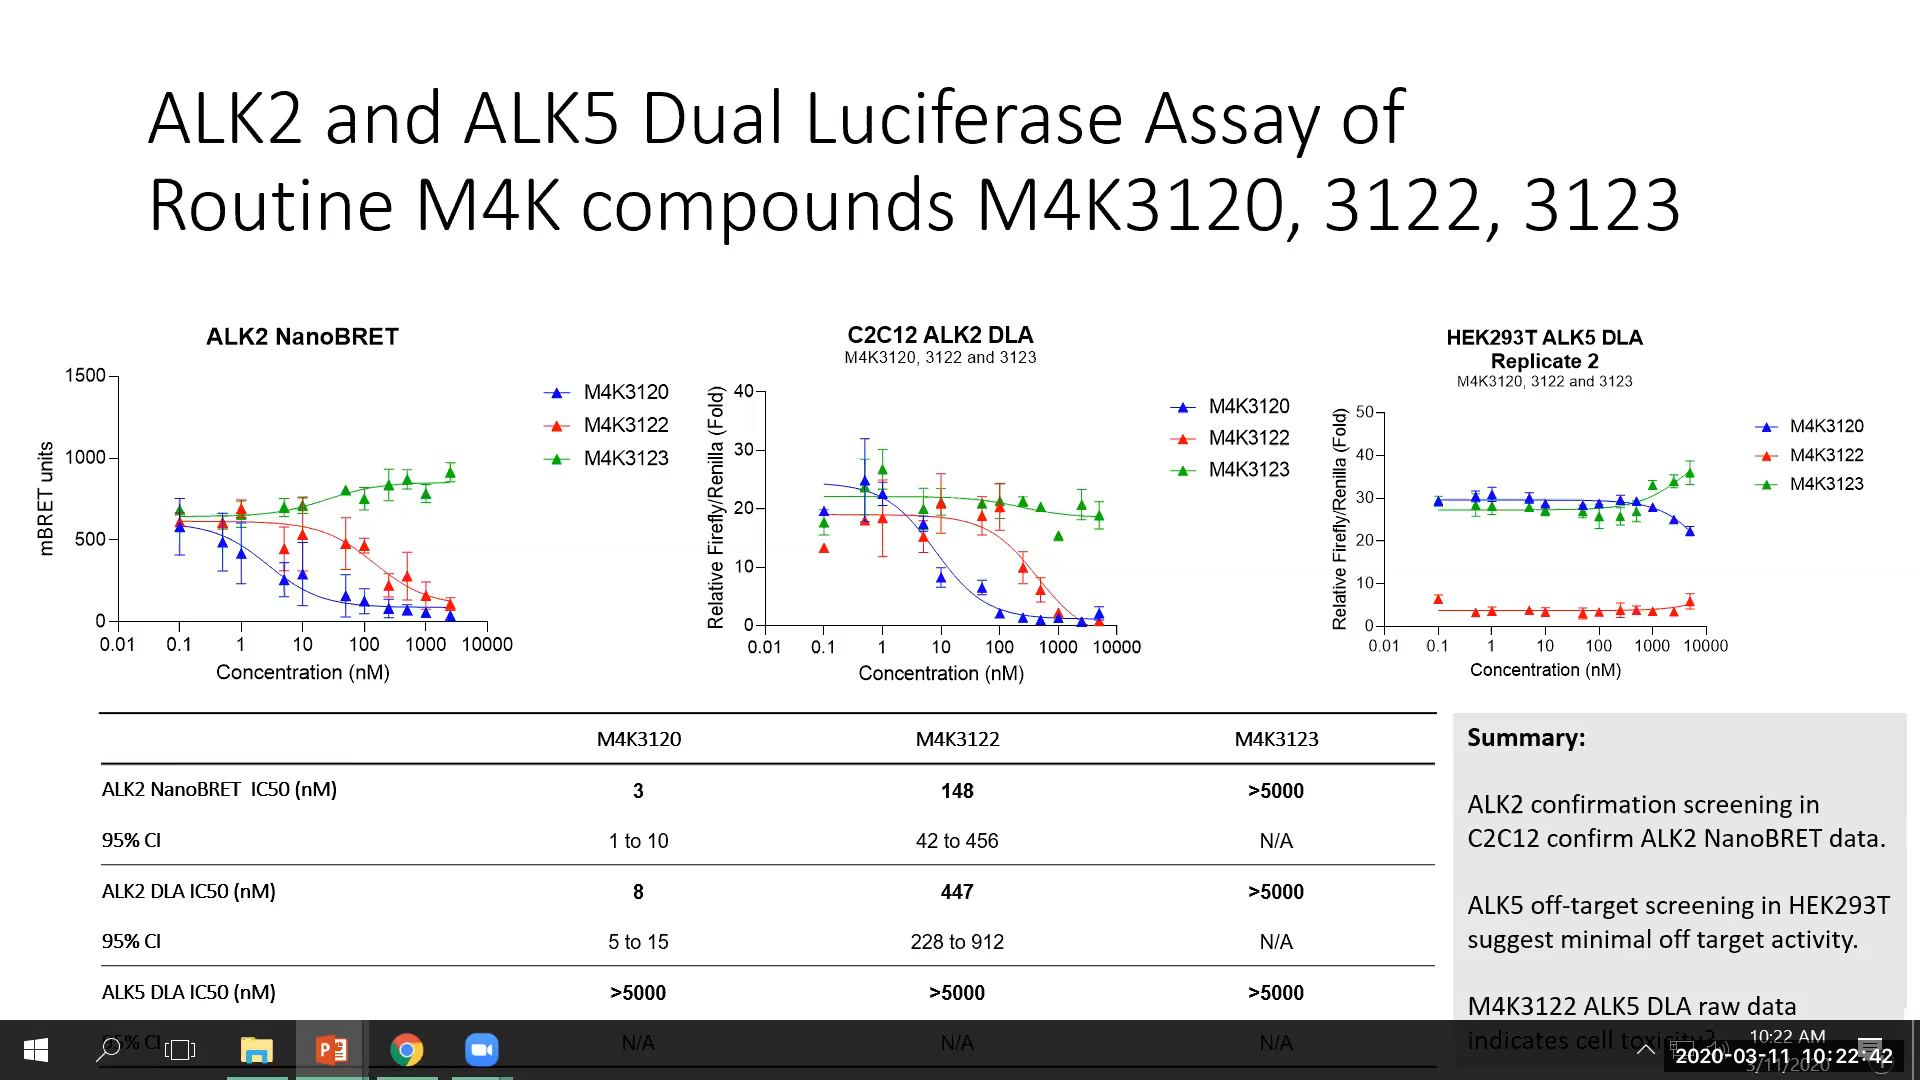 ALK2 and ALK5 Dual Luciferase Assay of
Routine M4K compounds M4K3120, 3122, 3123
ALK2 NanoBRET
mBRET units
1500
1000
500
0
0.01 0.1 1 10 100 1000 10000
Concentration (nM)
M4K3120
M4K3122
M4K3123
C2C12 ALK2 DLA
M4K3120, 3122 and 3123
Relative Firefly/Renilla (Fold)
40
30
20
10
0
0.01 0.1 1 10 100 1000 10000
Concentration (nM)
M4K3120
M4K3122
M4K3123
HEK293T ALK5 DLA
Replicate 2
M4K3120, 3122 and 3123
Relative Firefly/Renilla (Fold)
50
40
30
20
10
0
0.01 0.1 1 10 100 1000 10000
Concentration (nM)
M4K3120
M4K3122
M4K3123
M4K3120 M4K3122 M4K3123
ALK2 NanoBRET IC50 (nM) 3 148 >5000
95% CI 1 to 10 42 to 456 N/A
ALK2 DLA IC50 (nM) 8 447 >5000
95% CI 5 to 15 228 to 912 N/A
ALK5 DLA IC50 (nM) >5000 >5000 >5000
95% CI N/A N/A N/A
Summary:
ALK2 confirmation screening in
C2C12 confirm ALK2 NanoBRET data.
ALK5 off-target screening in HEK293T
suggest minimal off target activity.
M4K3122 ALK5 DLA raw data
indicates cell toxicity?
10:22 AM
2020-03-11 10:22:42
3/11/2020